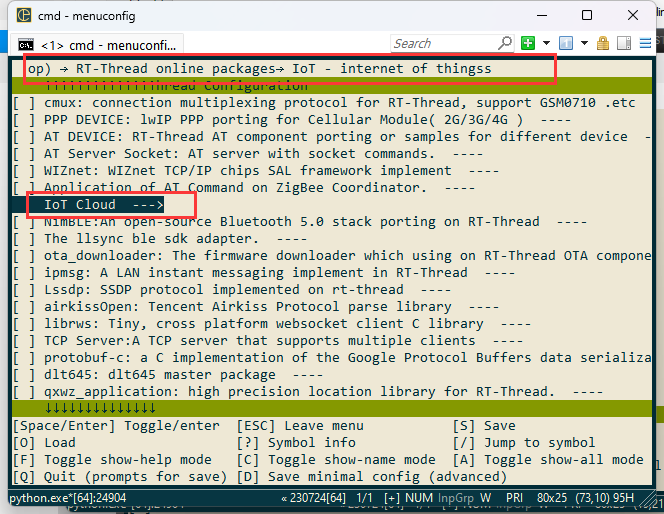 cmd - menuconfig
<1> cmd - menuconfi...
Search
op) → RT-Thread online packages→ IoT - internet of thingss
Thread Configuration
[ ] cmux: connection multiplexing protocol for RT-Thread, support GSM0710 .etc
[ ] PPP DEVICE: lwIP PPP porting for Cellular Module( 2G/3G/4G )  ----
[ ] AT DEVICE: RT-Thread AT component porting or samples for different device  --
[ ] AT Server Socket: AT server with socket commands.  ----
[ ] WIZnet: WIZnet TCP/IP chips SAL framework implement  ----
[ ] Application of AT Command on ZigBee Coordinator.  ----
IoT Cloud  --->
[ ] NimBLE:An open-source Bluetooth 5.0 stack porting on RT-Thread  ----
[ ] The llsync ble sdk adapter.  ----
[ ] ota_downloader: The firmware downloader which using on RT-Thread OTA compone
[ ] ipmsg: A LAN instant messaging implement in RT-Thread  ----
[ ] Lssdp: SSDP protocol implemented on rt-thread  ----
[ ] airkissOpen: Tencent Airkiss Protocol parse library  ----
[ ] librws: Tiny, cross platform websocket client C library  ----
[ ] TCP Server:A TCP server that supports multiple clients  ----
[ ] protobuf-c: a C implementation of the Google Protocol Buffers data serializa
[ ] dlt645: dlt645 master package  ----
[ ] qxwz_application: high precision location library for RT-Thread.  ----
↓↓↓↓↓↓↓↓↓↓↓↓↓↓
[Space/Enter] Toggle/enter  [ESC] Leave menu  [S] Save
[O] Load  [?] Symbol info  [/] Jump to symbol
[F] Toggle show-help mode  [C] Toggle show-name mode  [A] Toggle show-all mode
[Q] Quit (prompts for save)  [D] Save minimal config (advanced)
python.exe*[64]:24904  « 230724[64]  1/1  [+] NUM  InpGrp  W  PRI  80x25  (73,10) 95H